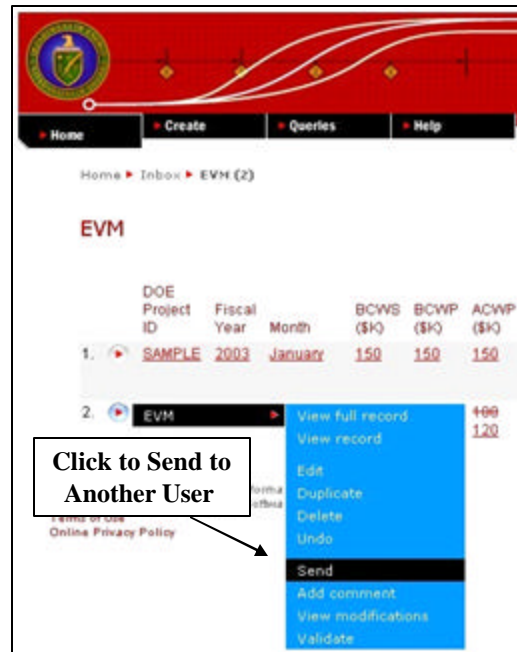 Home
Create
Queries
Help
Home Inbox EVM (2)
EVM
DOE Project ID
Fiscal Year
Month
BCWS ($K)
BCWP ($K)
ACWP ($K)
1. SAMPLE 2003 January 150 150 150
2. EVM
100
120
View full record
View record
Edit
Duplicate
Delete
Undo
Send
Add comment
View modifications
Validate
Click to Send to
Another User
Terms of Use
Online Privacy Policy